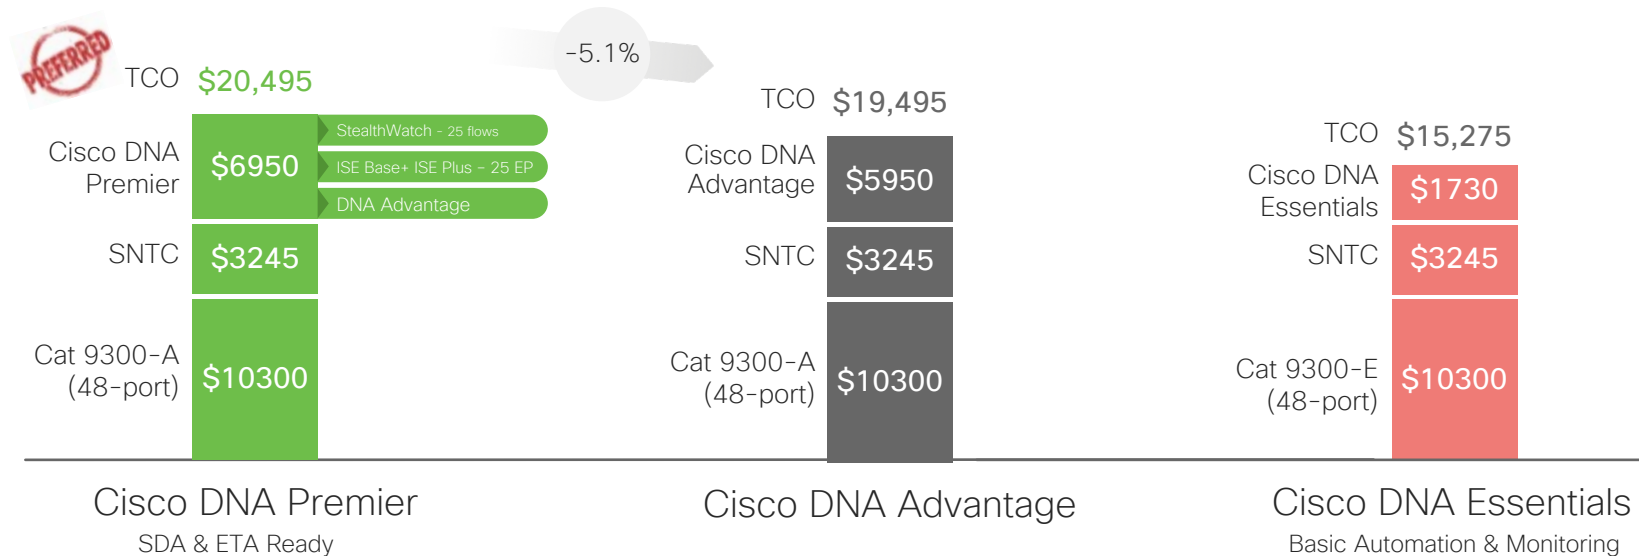 PREFERRED
TCO $20,495
Cisco DNA
Premier
$6950
StealthWatch - 25 flows
ISE Base+ ISE Plus - 25 EP
DNA Advantage
SNTC
$3245
Cat 9300-A
(48-port)
$10300
Cisco DNA Premier
SDA & ETA Ready
-5.1%
TCO $19,495
Cisco DNA
Advantage
$5950
SNTC
$3245
Cat 9300-A
(48-port)
$10300
Cisco DNA Advantage
TCO $15,275
Cisco DNA
Essentials
$1730
SNTC
$3245
Cat 9300-E
(48-port)
$10300
Cisco DNA Essentials
Basic Automation & Monitoring